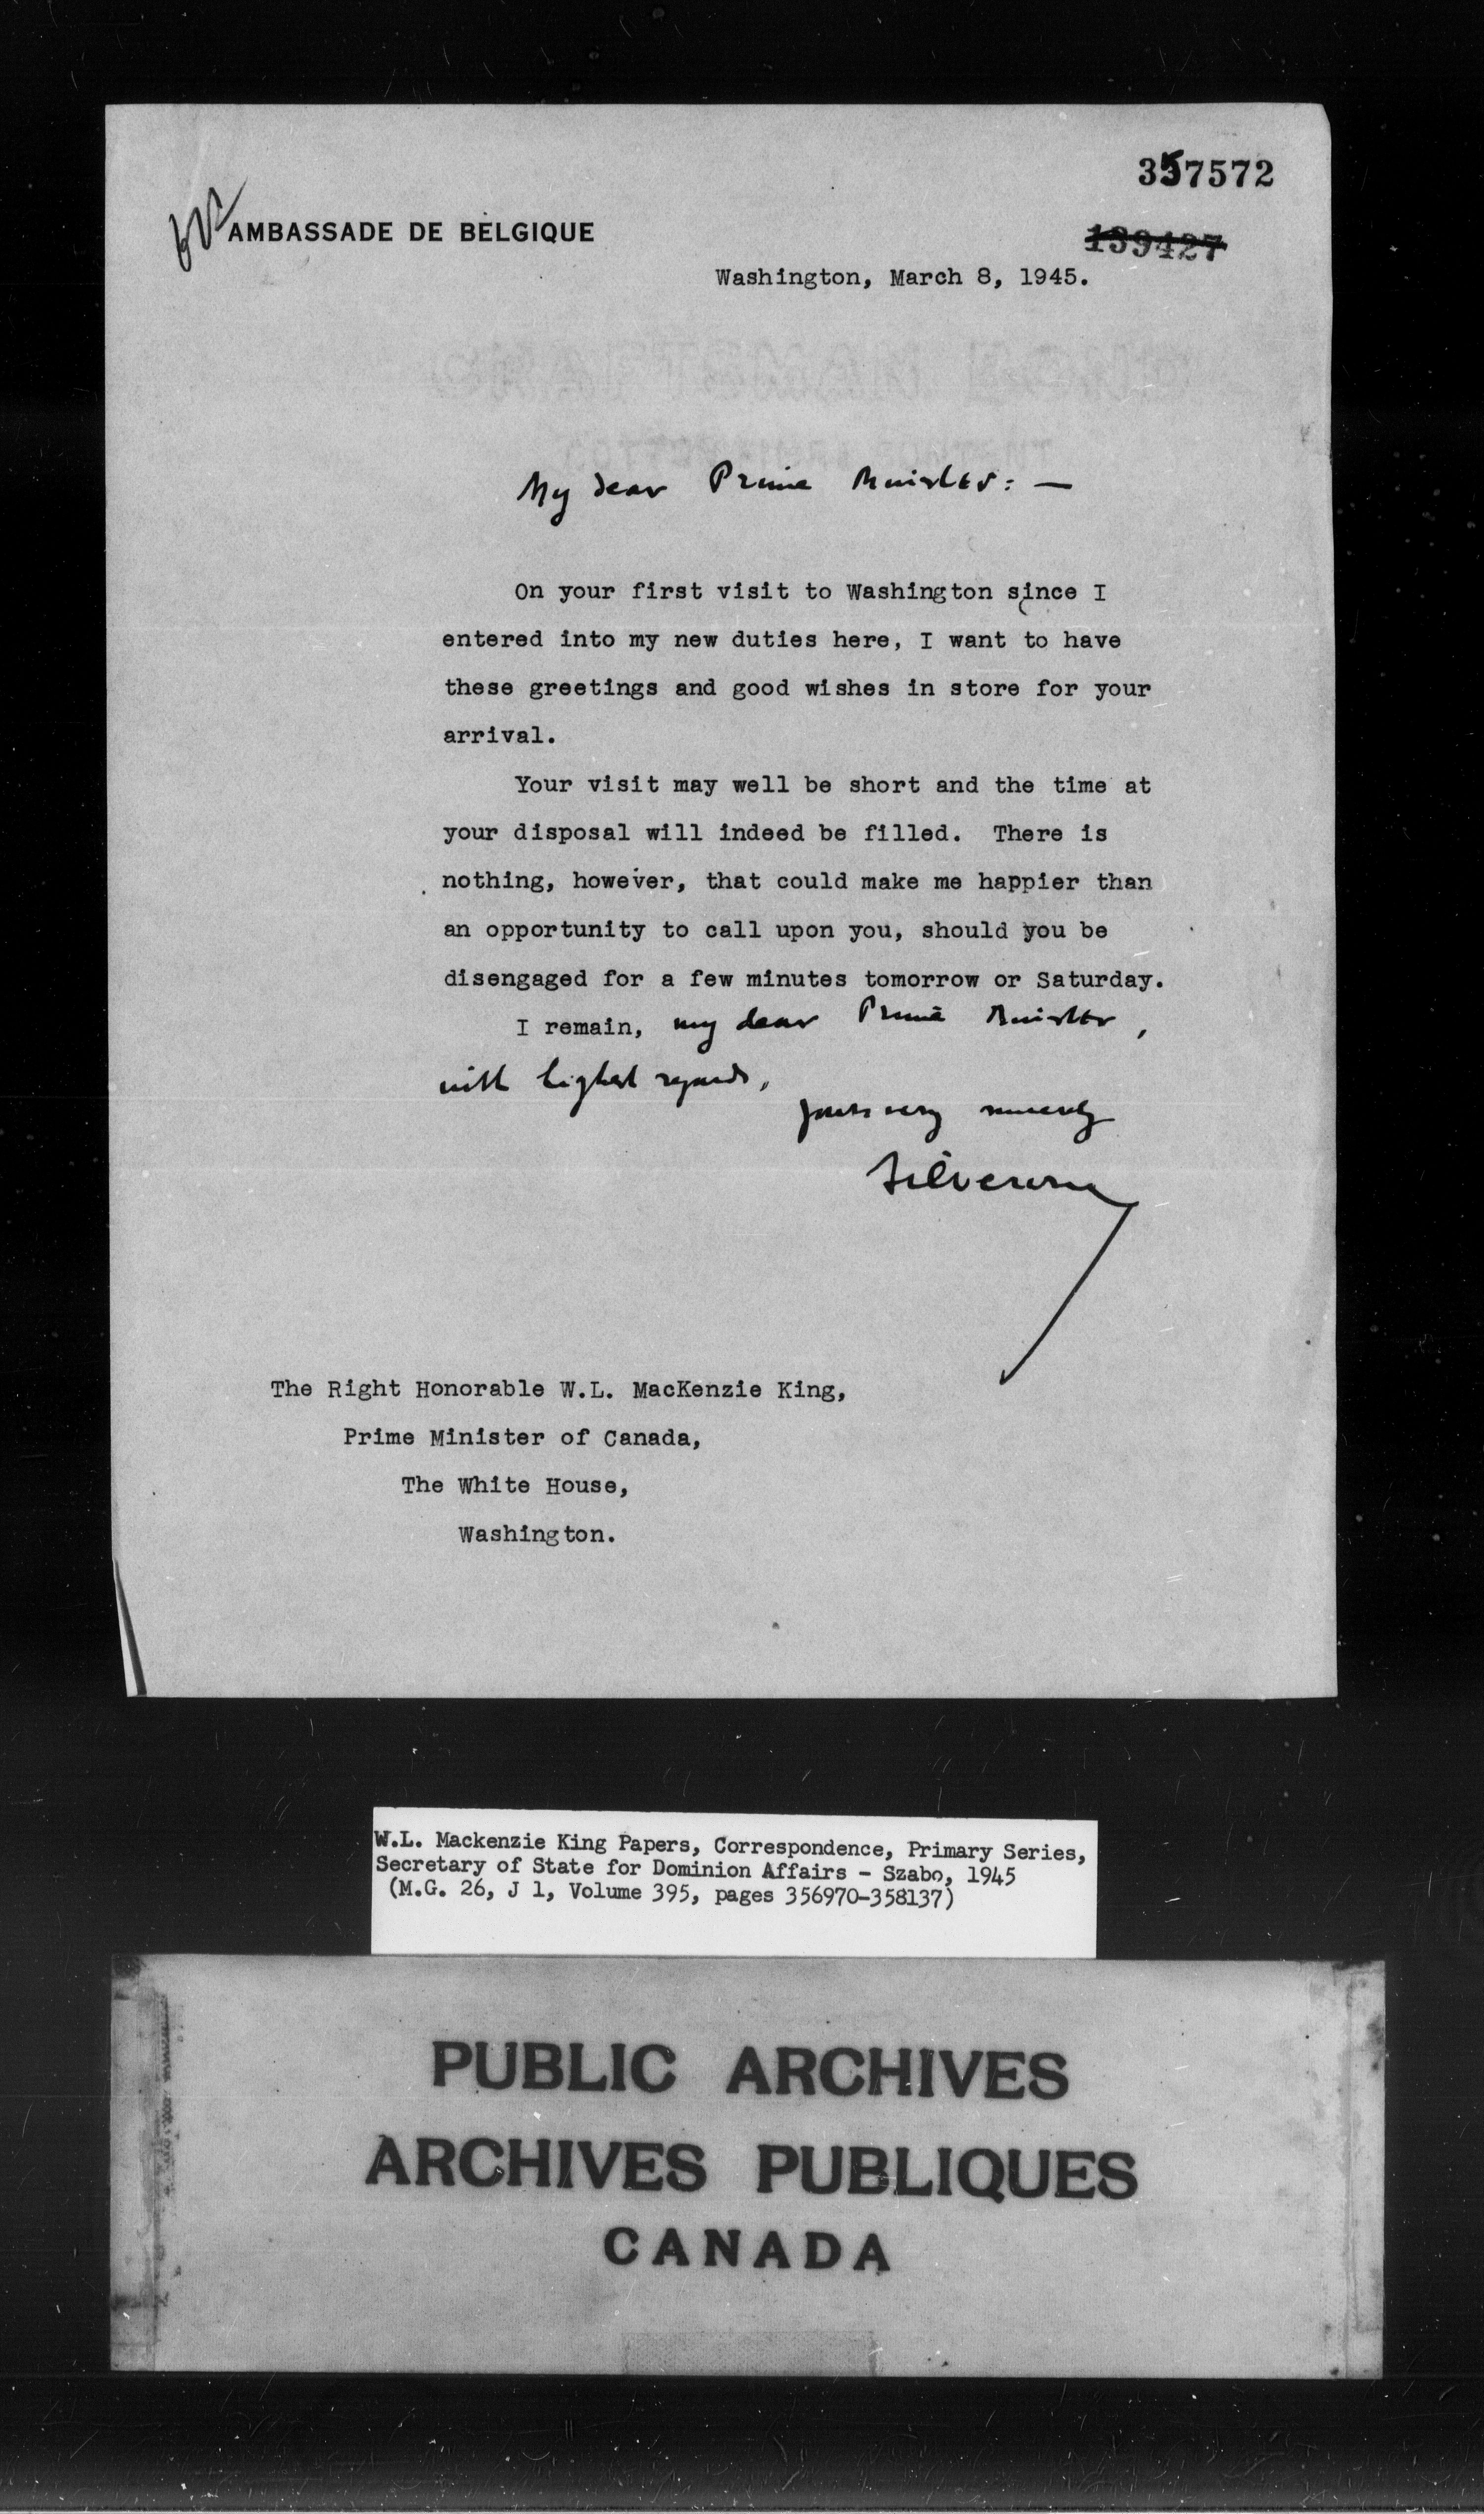 357572
AMBASSADE DE BELGIQUE
139427
Washington, March 8, 1945.
My dear Prime Minister: —
On your first visit to Washington since I
entered into my new duties here, I want to have
these greetings and good wishes in store for your
arrival.
Your visit may well be short and the time at
your disposal will indeed be filled. There is
nothing, however, that could make me happier than
an opportunity to call upon you, should you be
disengaged for a few minutes tomorrow or Saturday.
I remain, my dear Prime Minister,
with highest regards,
yours very sincerely
Silvercruys
The Right Honorable W.L. MacKenzie King,
Prime Minister of Canada,
The White House,
Washington.
W.L. Mackenzie King Papers, Correspondence, Primary Series,
Secretary of State for Dominion Affairs - Szabo, 1945
(M.G. 26, J 1, Volume 395, pages 356970-358137)
PUBLIC ARCHIVES
ARCHIVES PUBLIQUES
CANADA